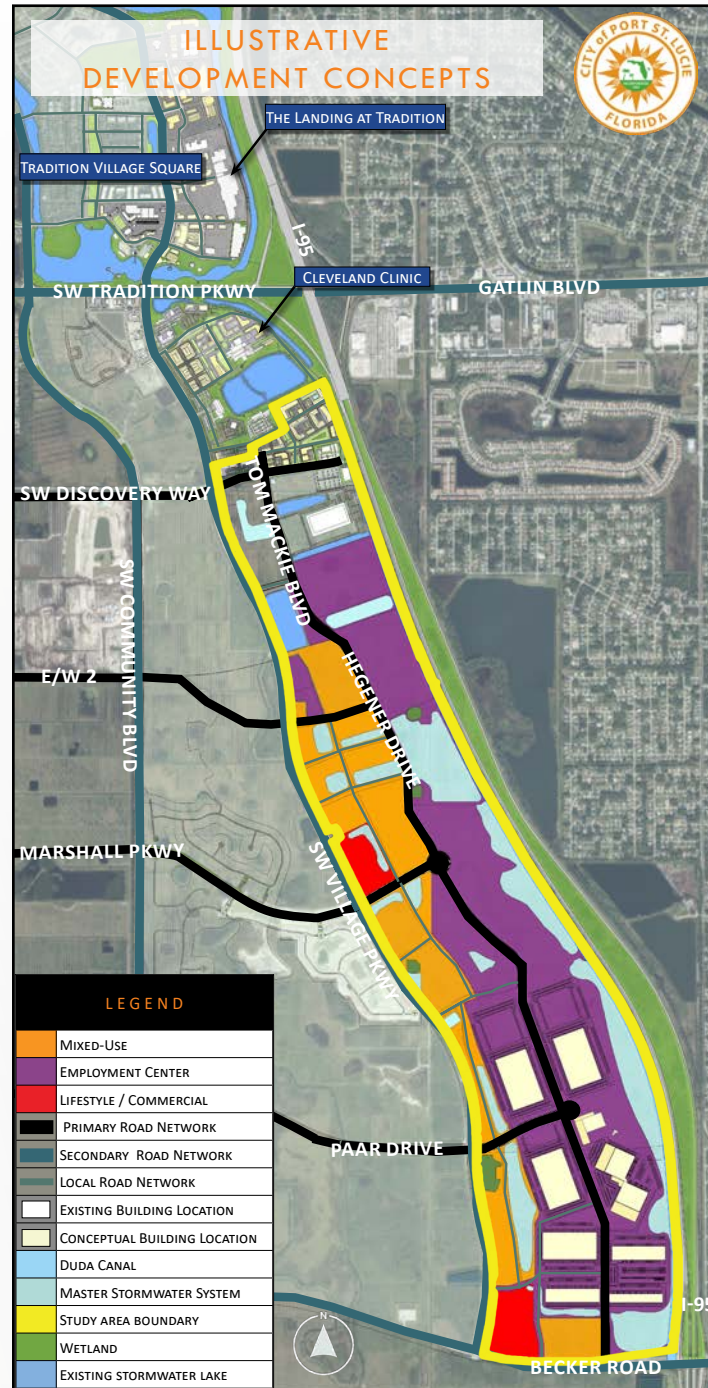 ILLUSTRATIVE
DEVELOPMENT CONCEPTS
CITY of PORT ST. LUCIE
FLORIDA
THE LANDING AT TRADITION
TRADITION VILLAGE SQUARE
I-95
CLEVELAND CLINIC
SW TRADITION PKWY
GATLIN BLVD
SW DISCOVERY WAY
TOM MACKIE BLVD
SW COMMUNITY BLVD
E/W 2
HEGENER DRIVE
MARSHALL PKWY
SW VILLAGE PKWY
LEGEND
MIXED-USE
EMPLOYMENT CENTER
LIFESTYLE / COMMERCIAL
PRIMARY ROAD NETWORK
SECONDARY ROAD NETWORK
LOCAL ROAD NETWORK
EXISTING BUILDING LOCATION
CONCEPTUAL BUILDING LOCATION
DUDA CANAL
MASTER STORMWATER SYSTEM
STUDY AREA BOUNDARY
WETLAND
EXISTING STORMWATER LAKE
PAAR DRIVE
N
I-95
BECKER ROAD